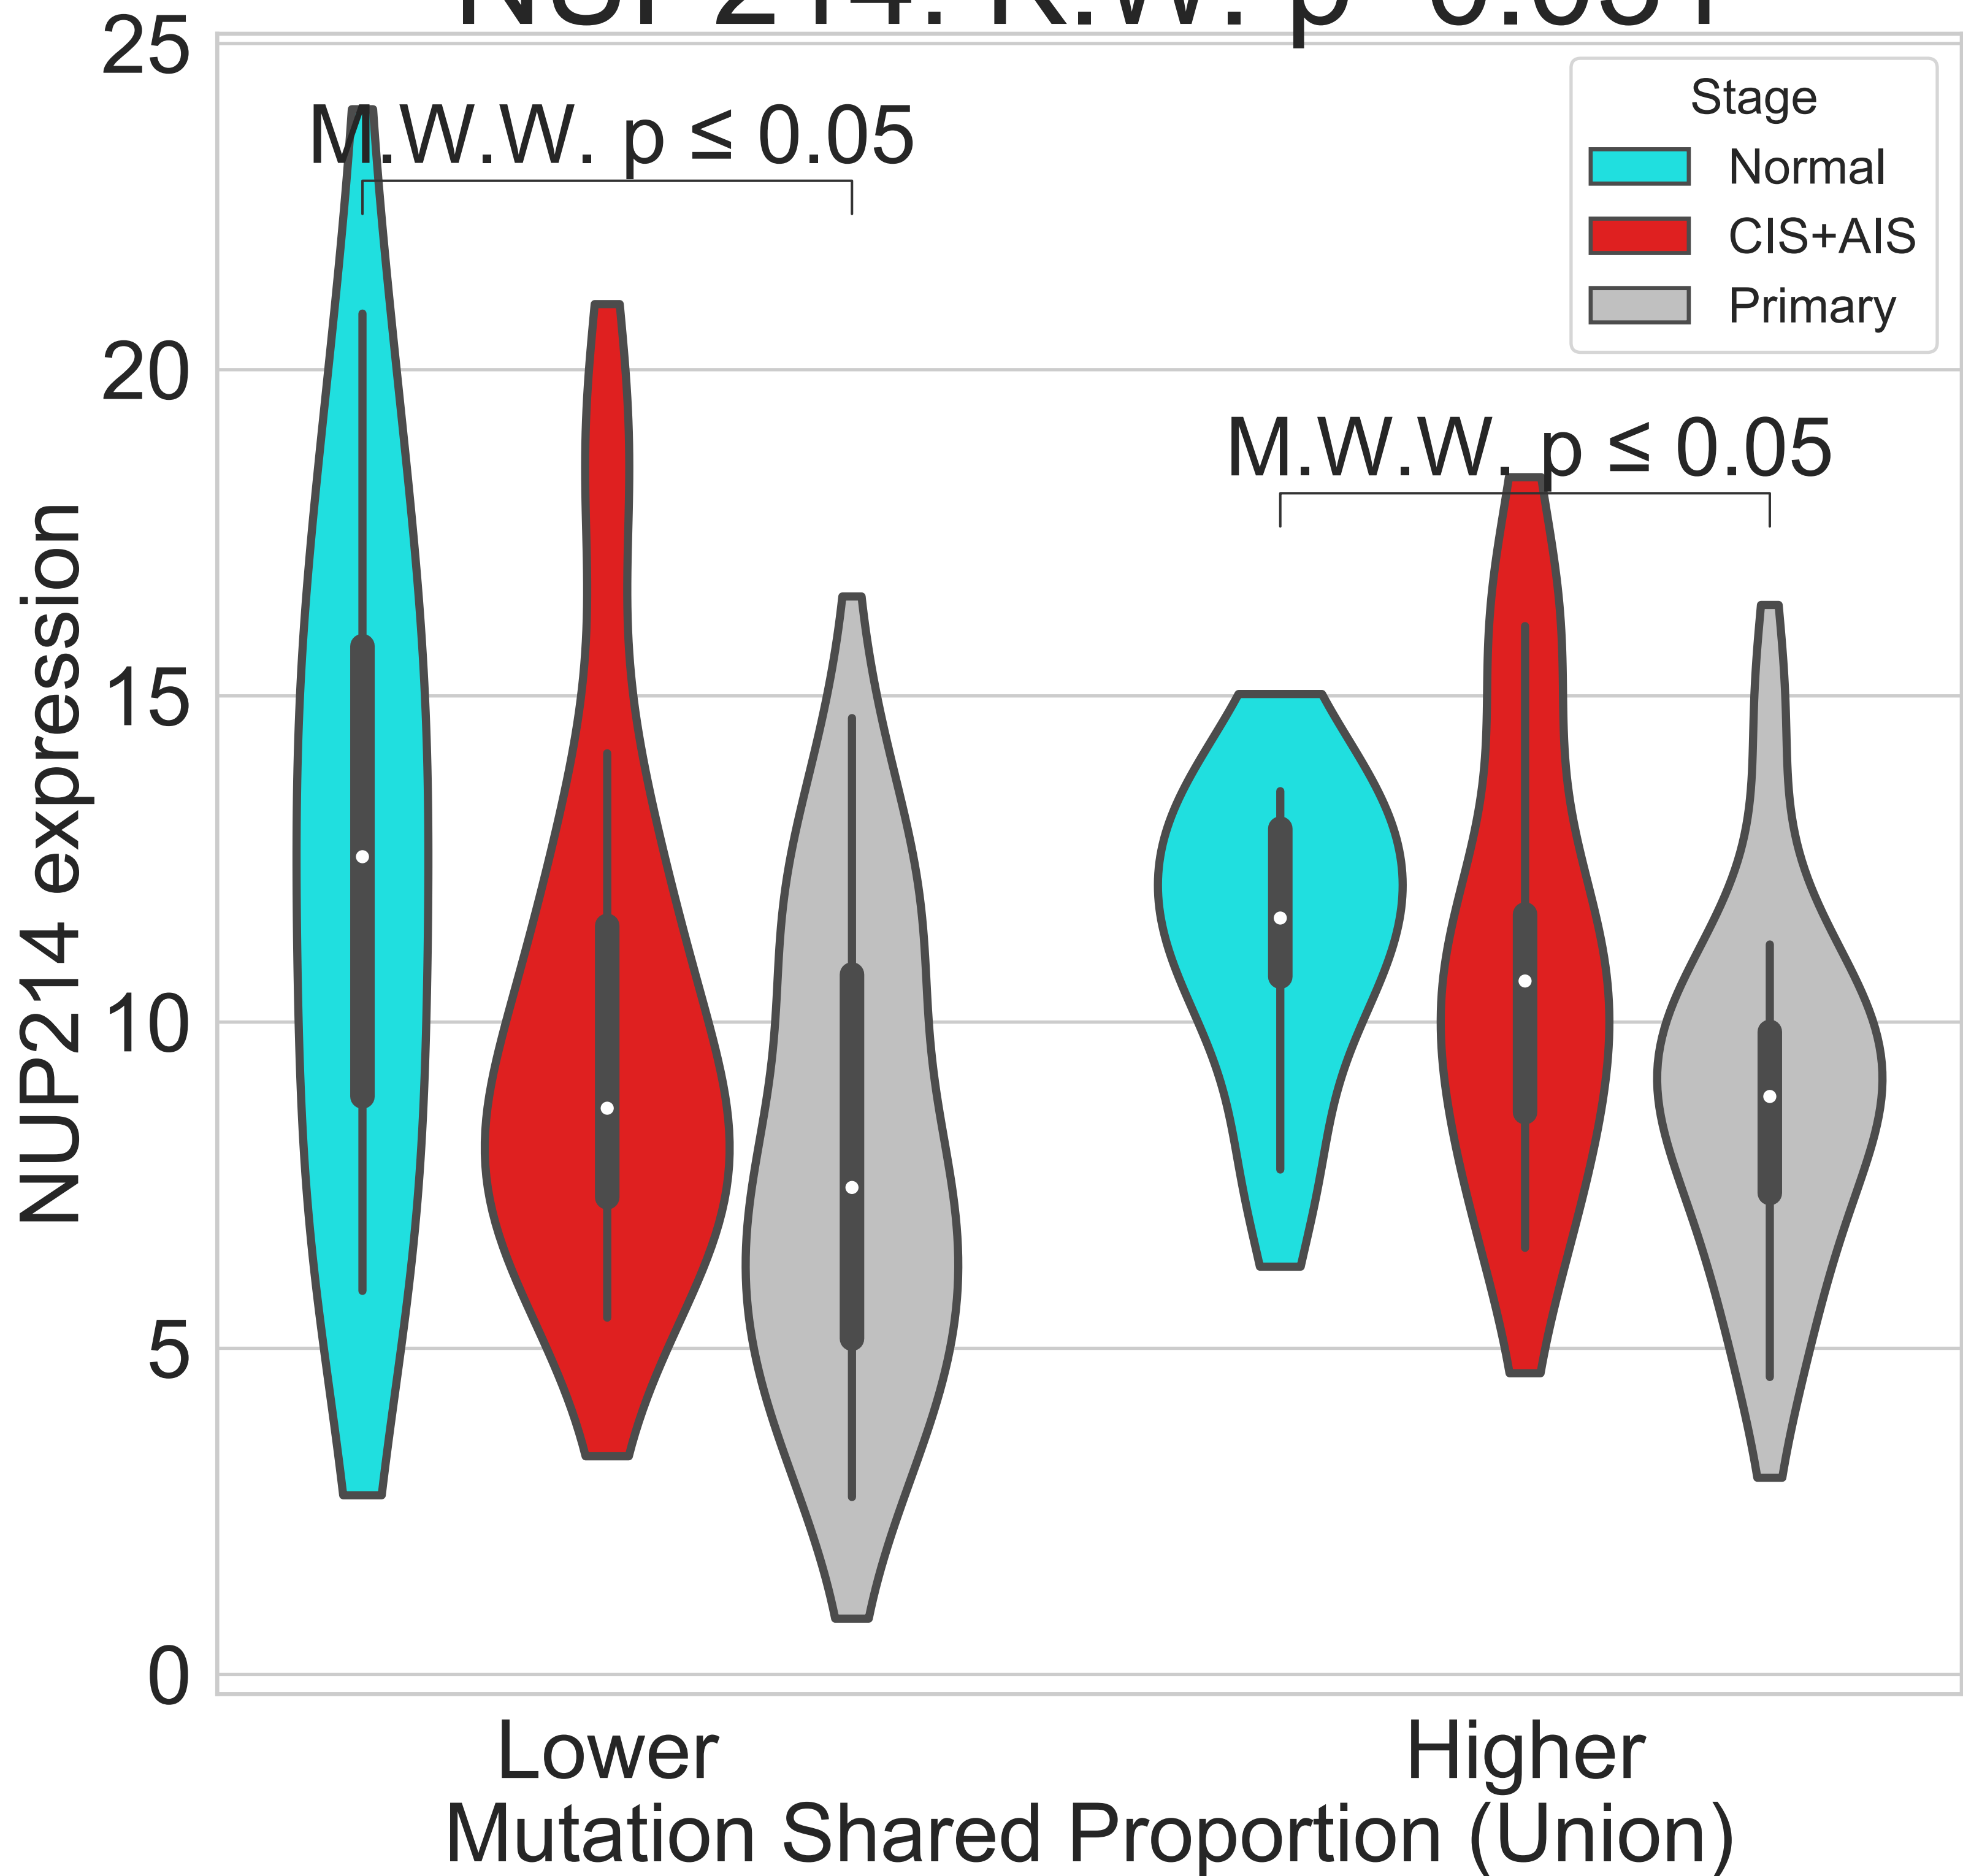 25
M.W.W. p ≤ 0.05
Stage
Normal
CIS+AIS
Primary
20
M.W.W. p ≤ 0.05
15
10
5
0
NUP214 expression
Lower
Higher
Mutation Shared Proportion (Union)